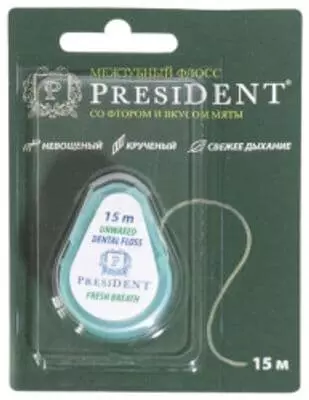 МЕЖЗУБНЫЙ ФЛОСС
P
PRESIDENT®
СО ФТОРОМ И ВКУСОМ МЯТЫ
НЕВОЩЕНЫЙ КРУЧЕНЫЙ СВЕЖЕЕ ДЫХАНИЕ
15 m
UNWAXED
DENTAL FLOSS
P
PRESIDENT
FRESH BREATH
15 м